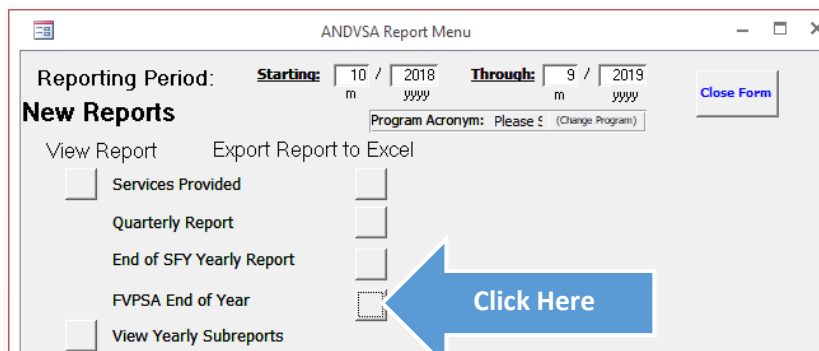 ANDVSA Report Menu
Reporting Period: Starting: 10 / 2018 Through: 9 / 2019
m yyyy m yyyy
Close Form
New Reports
Program Acronym: Please S (Change Program)
View Report Export Report to Excel
Services Provided
Quarterly Report
End of SFY Yearly Report
FVPSA End of Year
Click Here
View Yearly Subreports